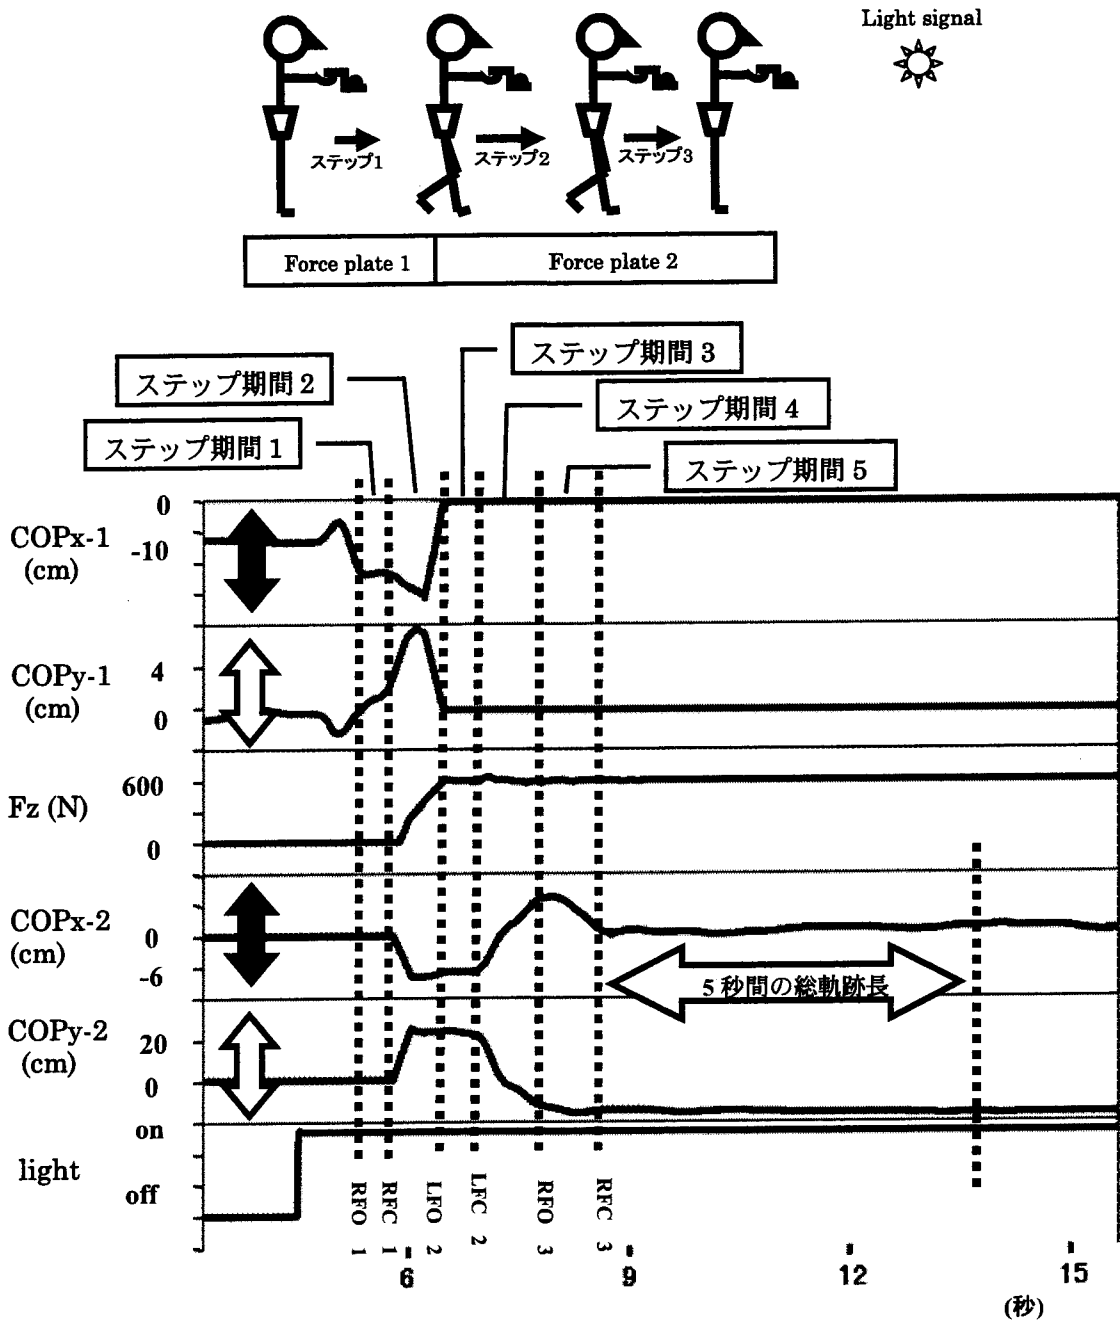 Light signal
ステップ1
ステップ2
ステップ3
Force plate 1
Force plate 2
ステップ期間 3
ステップ期間 2
ステップ期間 4
ステップ期間 1
ステップ期間 5
COPx-1
(cm)
0
-10
COPy-1
(cm)
4
0
Fz (N)
600
0
COPx-2
(cm)
0
-6
5 秒間の総軌跡長
COPy-2
(cm)
20
0
light
on
off
RFO 1
RFC 1
LFO 2
LFC 2
RFO 3
RFC 3
6
9
12
15
(秒)